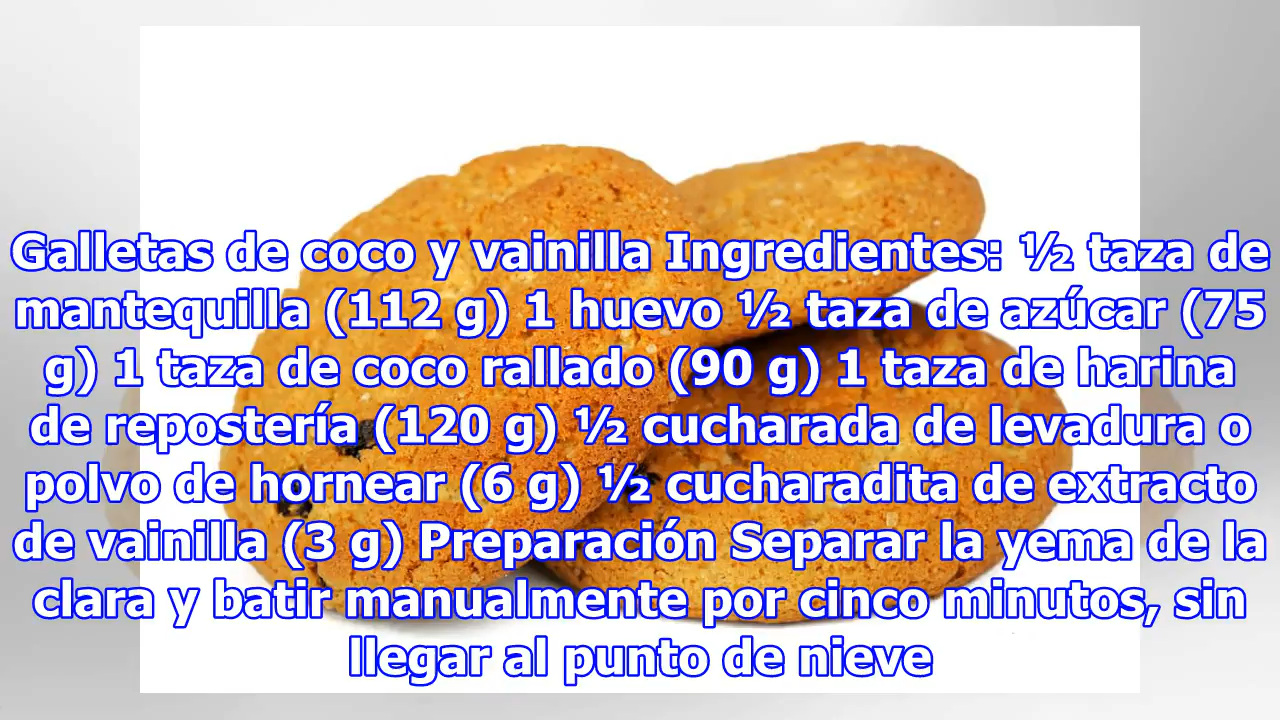 Galletas de coco y vainilla Ingredientes: ½ taza de
mantequilla (112 g) 1 huevo ½ taza de azúcar (75
g) 1 taza de coco rallado (90 g) 1 taza de harina
de repostería (120 g) ½ cucharada de levadura o
polvo de hornear (6 g) ½ cucharadita de extracto
de vainilla (3 g) Preparación Separar la yema de la
clara y batir manualmente por cinco minutos, sin
llegar al punto de nieve